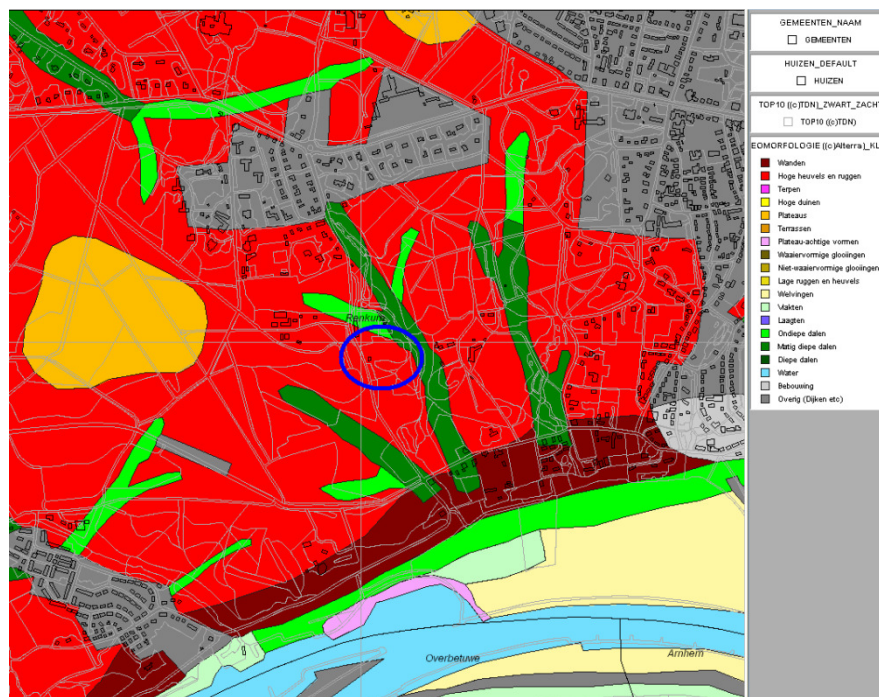 Renkum
Overbetuwe
Arnhem
GEMEENTEN_NAAM
GEMEENTEN
HUIZEN_DEFAULT
HUIZEN
TOP10 ((c)TDN)_ZWART_ZACHT
TOP10 ((c)TDN)
EOMORFOLOGIE ((c)Alterra)_KL
Wanden
Hoge heuvels en ruggen
Terpen
Hoge duinen
Plateaus
Terrassen
Plateau-achtige vormen
Waaiervormige glooiingen
Niet-waaiervormige glooiingen
Lage ruggen en heuvels
Welvingen
Vlakten
Laagten
Ondiepe dalen
Matig diepe dalen
Diepe dalen
Water
Bebouwing
Overig (Dijken etc)